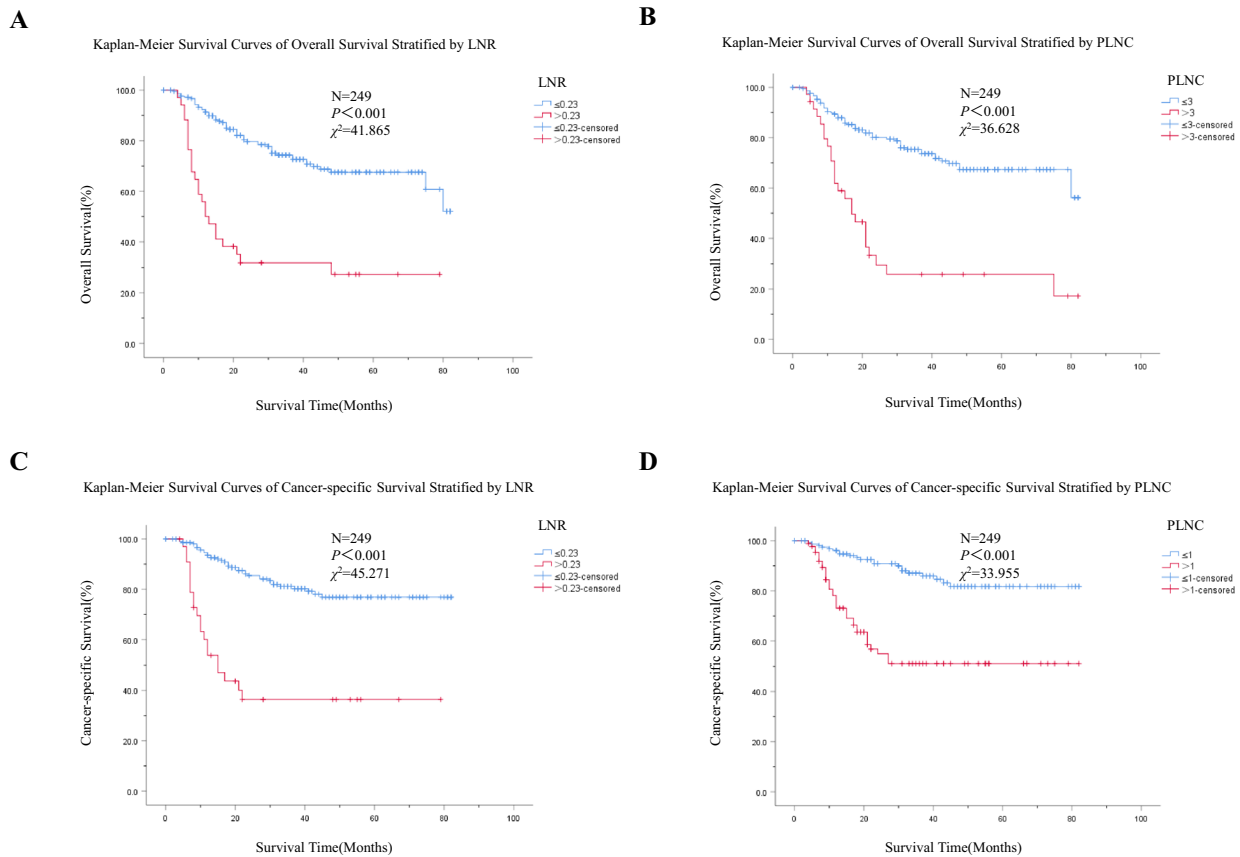 A
Kaplan-Meier Survival Curves of Overall Survival Stratified by LNR
N=249
P＜0.001
χ²=41.865
LNR
≤0.23
＞0.23
≤0.23-censored
＞0.23-censored
Overall Survival(%)
100.0
80.0
60.0
40.0
20.0
0.0
0 20 40 60 80 100
Survival Time(Months)
B
Kaplan-Meier Survival Curves of Overall Survival Stratified by PLNC
N=249
P＜0.001
χ²=36.628
PLNC
≤3
＞3
≤3-censored
＞3-censored
Overall Survival(%)
100.0
80.0
60.0
40.0
20.0
0.0
0 20 40 60 80 100
Survival Time(Months)
C
Kaplan-Meier Survival Curves of Cancer-specific Survival Stratified by LNR
N=249
P＜0.001
χ²=45.271
LNR
≤0.23
＞0.23
≤0.23-censored
＞0.23-censored
Cancer-specific Survival(%)
100.0
80.0
60.0
40.0
20.0
0.0
0 20 40 60 80 100
Survival Time(Months)
D
Kaplan-Meier Survival Curves of Cancer-specific Survival Stratified by PLNC
N=249
P＜0.001
χ²=33.955
PLNC
≤1
＞1
≤1-censored
＞1-censored
Cancer-specific Survival(%)
100.0
80.0
60.0
40.0
20.0
0.0
0 20 40 60 80 100
Survival Time(Months)